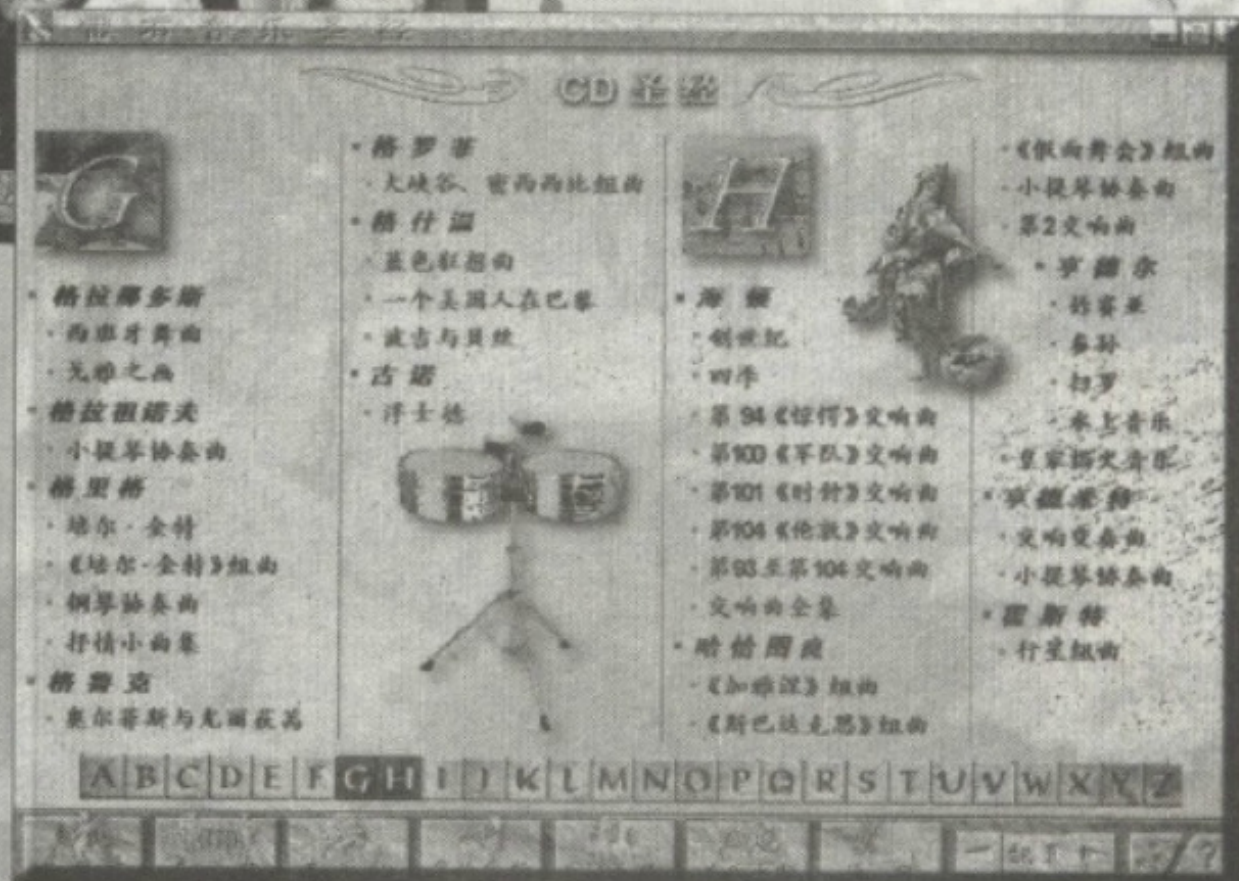 CD 圣经
G
格拉那多斯
西班牙舞曲
戈雅之画
格拉祖诺夫
小提琴协奏曲
格里格
培尔·金特
《培尔·金特》组曲
钢琴协奏曲
抒情小曲集
格鲁克
奥尔菲斯与尤丽荻茜
格罗菲
大峡谷、密西西比组曲
格什温
蓝色狂想曲
一个美国人在巴黎
波吉与贝丝
古诺
浮士德
H
海顿
创世纪
四季
第94《惊愕》交响曲
第100《军队》交响曲
第101《时钟》交响曲
第104《伦敦》交响曲
第93至第104交响曲
交响曲全集
哈恰图良
《加雅涅》组曲
《斯巴达克思》组曲
《假面舞会》组曲
小提琴协奏曲
第2交响曲
亨德尔
弥赛亚
参孙
扫罗
水上音乐
皇家焰火音乐
亨德米特
交响变奏曲
小提琴协奏曲
霍斯特
行星组曲
A B C D E F G H I J K L M N O P Q R S T U V W X Y Z